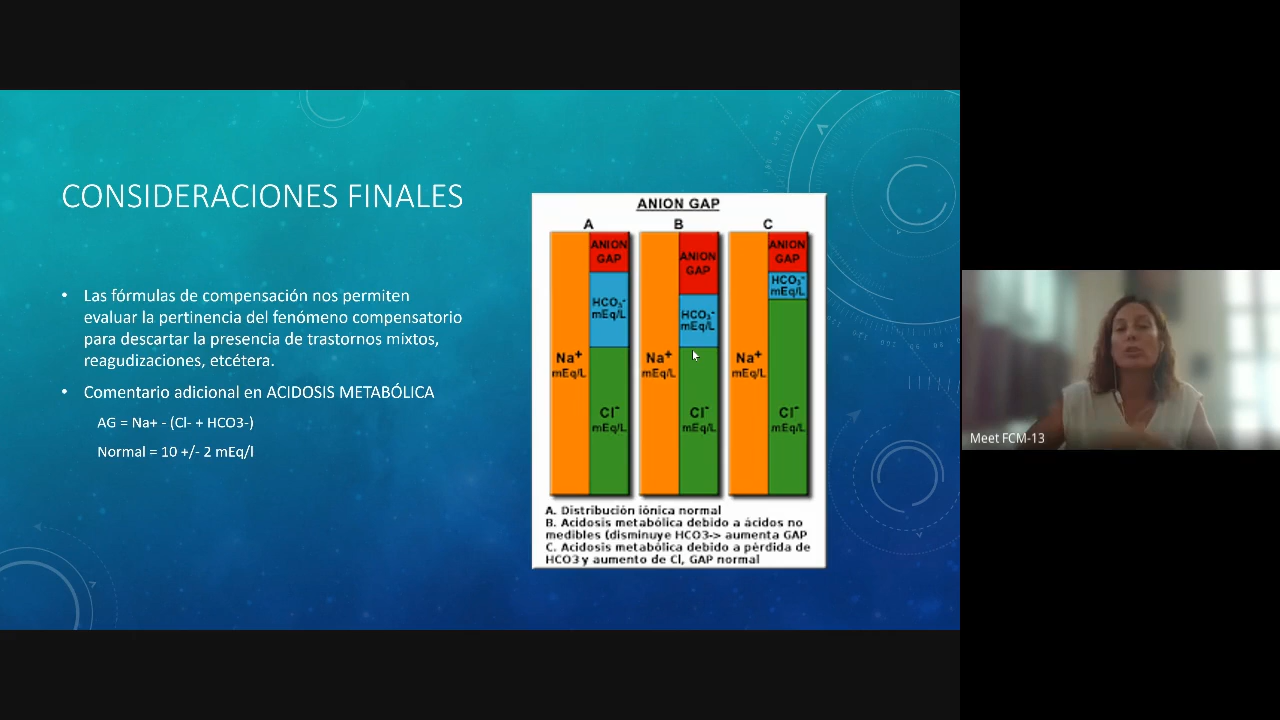 CONSIDERACIONES FINALES
• Las fórmulas de compensación nos permiten
evaluar la pertinencia del fenómeno compensatorio
para descartar la presencia de trastornos mixtos,
reagudizaciones, etcétera.
• Comentario adicional en ACIDOSIS METABÓLICA
AG = Na+ - (Cl- + HCO3-)
Normal = 10 +/- 2 mEq/l
ANION GAP
A
B
C
ANION
GAP
HCO₃⁻
mEq/L
Na⁺
mEq/L
Cl⁻
mEq/L
ANION
GAP
HCO₃⁻
mEq/L
Na⁺
mEq/L
Cl⁻
mEq/L
ANION
GAP
HCO₃⁻
mEq/L
Na⁺
mEq/L
Cl⁻
mEq/L
A. Distribución iónica normal
B. Acidosis metabólica debido a ácidos no
medibles (disminuye HCO3-> aumenta GAP
C. Acidosis metabólica debido a pèrdida de
HCO3 y aumento de Cl, GAP normal
Meet FCM-13